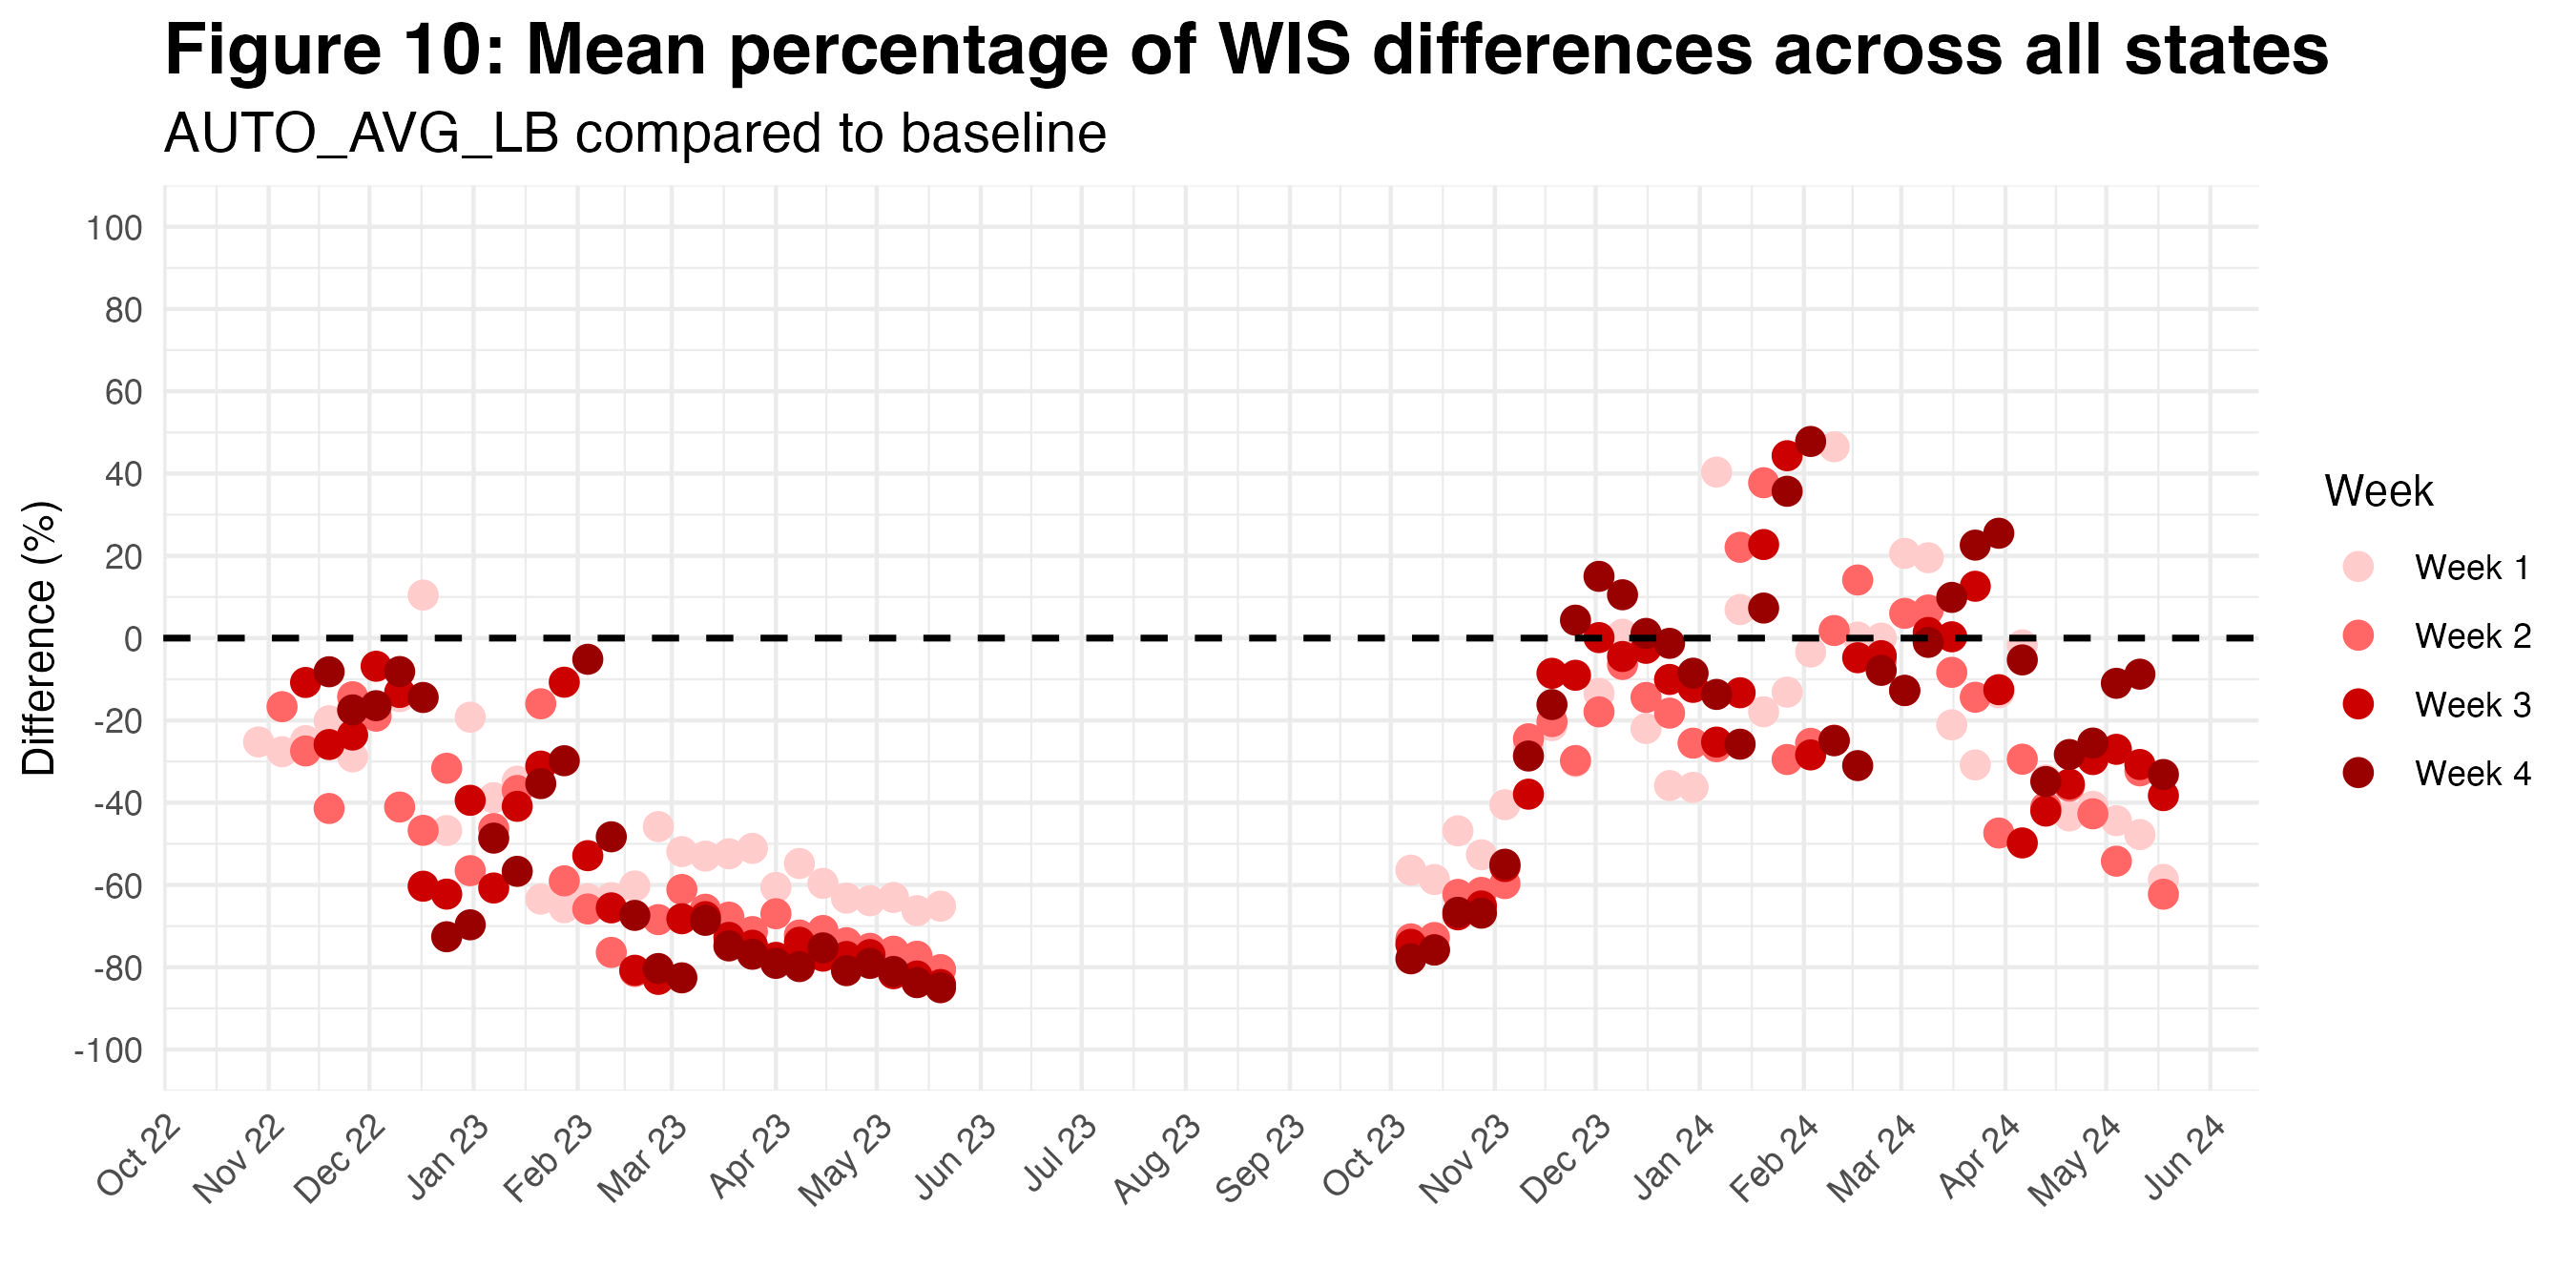 Figure 10: Mean percentage of WIS differences across all states
AUTO_AVG_LB compared to baseline
Difference (%)
100
80
60
40
20
0
-20
-40
-60
-80
-100
Oct 22
Nov 22
Dec 22
Jan 23
Feb 23
Mar 23
Apr 23
May 23
Jun 23
Jul 23
Aug 23
Sep 23
Oct 23
Nov 23
Dec 23
Jan 24
Feb 24
Mar 24
Apr 24
May 24
Jun 24
Week
Week 1
Week 2
Week 3
Week 4